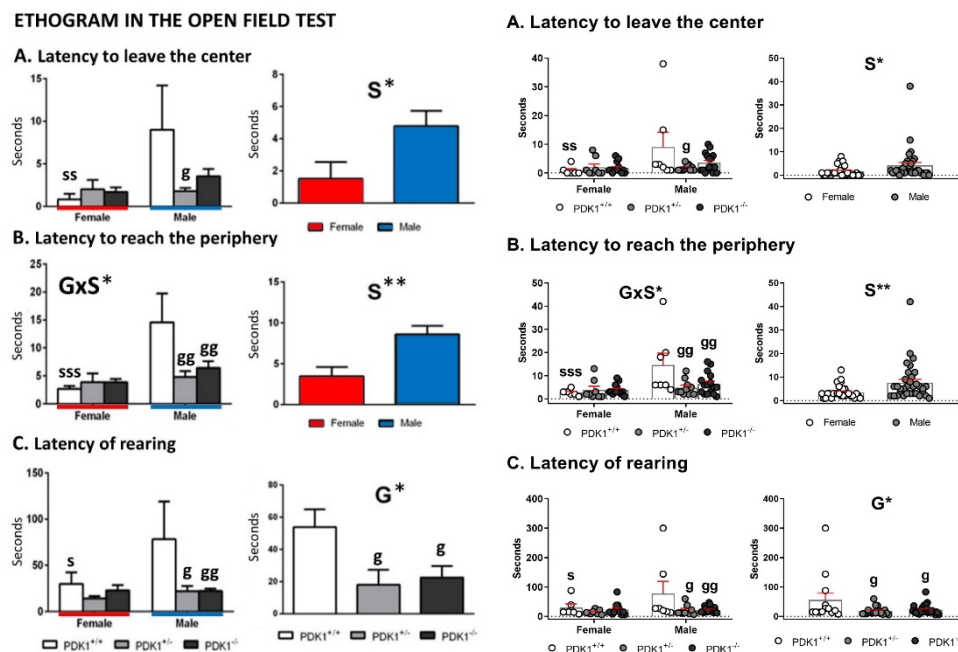 ETHOGRAM IN THE OPEN FIELD TEST
A. Latency to leave the center
Seconds
15
10
5
0
ss
g
Female
Male
8
6
4
2
0
Seconds
S*
Female
Male
B. Latency to reach the periphery
Seconds
25
20
15
10
5
0
GxS*
sss
gg
gg
Female
Male
Seconds
15
10
5
0
S**
Female
Male
C. Latency of rearing
Seconds
150
100
50
0
s
g
gg
Female
Male
PDK1+/+
PDK1+/-
PDK1-/-
Seconds
80
60
40
20
0
G*
g
g
PDK1+/+
PDK1+/-
PDK1-/-
A. Latency to leave the center
Seconds
40
30
20
10
0
ss
g
Female
Male
PDK1+/+
PDK1+/-
PDK1-/-
Seconds
50
40
30
20
10
0
S*
Female
Male
B. Latency to reach the periphery
Seconds
50
40
30
20
10
0
GxS*
sss
gg
gg
Female
Male
PDK1+/+
PDK1+/-
PDK1-/-
Seconds
50
40
30
20
10
0
S**
Female
Male
C. Latency of rearing
Seconds
400
300
200
100
0
s
g
gg
Female
Male
PDK1+/+
PDK1+/-
PDK1-/-
Seconds
400
300
200
100
0
G*
g
g
PDK1+/+
PDK1+/-
PDK1-/-